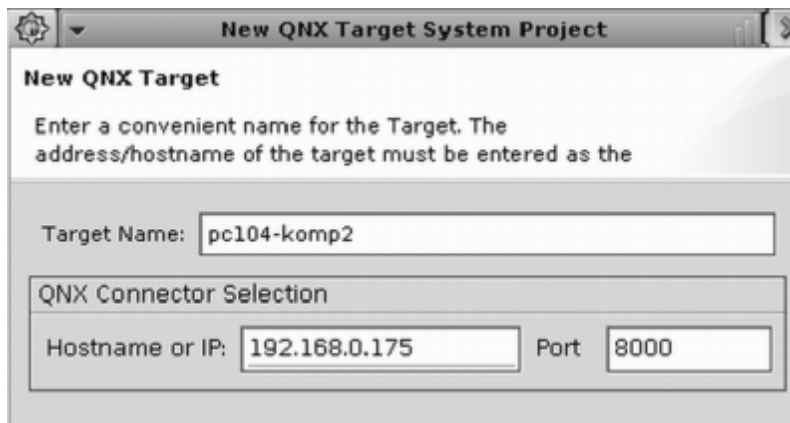 New QNX Target System Project
New QNX Target
Enter a convenient name for the Target. The
address/hostname of the target must be entered as the
Target Name: pc104-komp2
QNX Connector Selection
Hostname or IP: 192.168.0.175 Port 8000